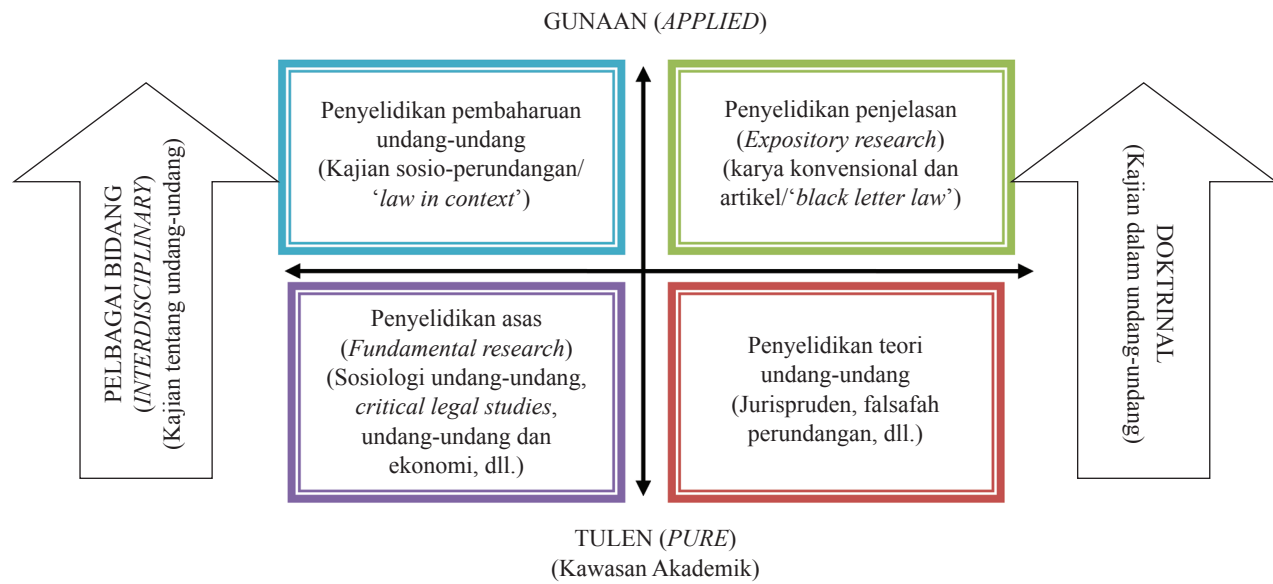 GUNAAN (APPLIED)
PELBAGAI BIDANG
(INTERDISCIPLINARY)
(Kajian tentang undang-undang)
Penyelidikan pembaharuan
undang-undang
(Kajian sosio-perundangan/
‘law in context’)
Penyelidikan penjelasan
(Expository research)
(karya konvensional dan
artikel/‘black letter law’)
Penyelidikan asas
(Fundamental research)
(Sosiologi undang-undang,
critical legal studies,
undang-undang dan
ekonomi, dll.)
Penyelidikan teori
undang-undang
(Jurispruden, falsafah
perundangan, dll.)
DOKTRINAL
(Kajian dalam undang-undang)
TULEN (PURE)
(Kawasan Akademik)